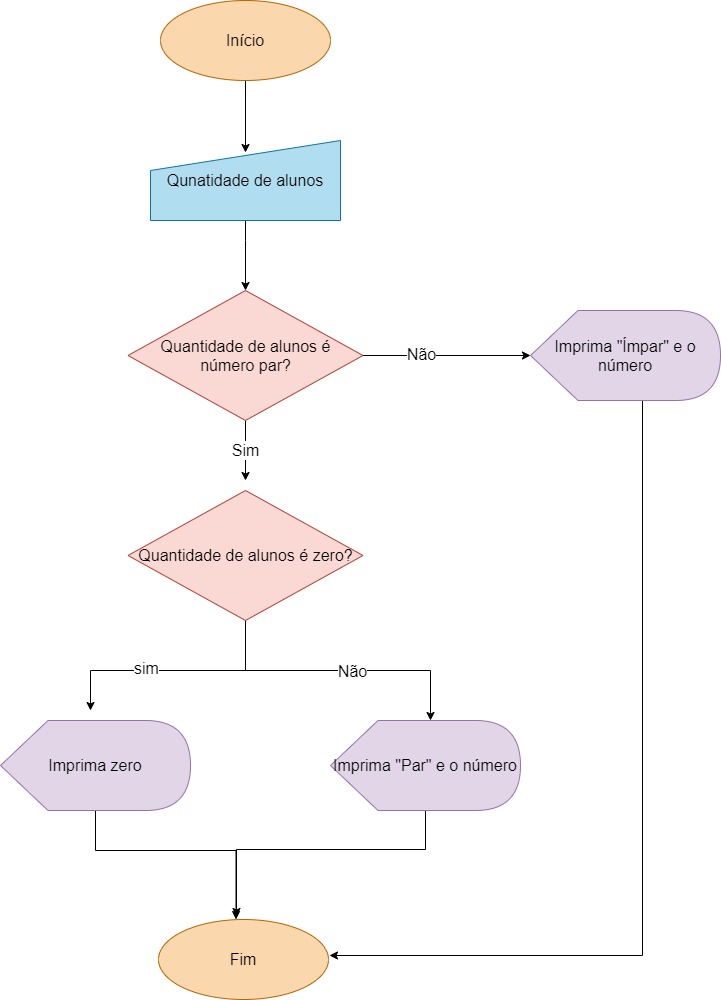 Início
Qunatidade de alunos
Quantidade de alunos é
número par?
Não
Imprima "Ímpar" e o
número
Sim
Quantidade de alunos é zero?
sim
Não
Imprima zero
Imprima "Par" e o número
Fim